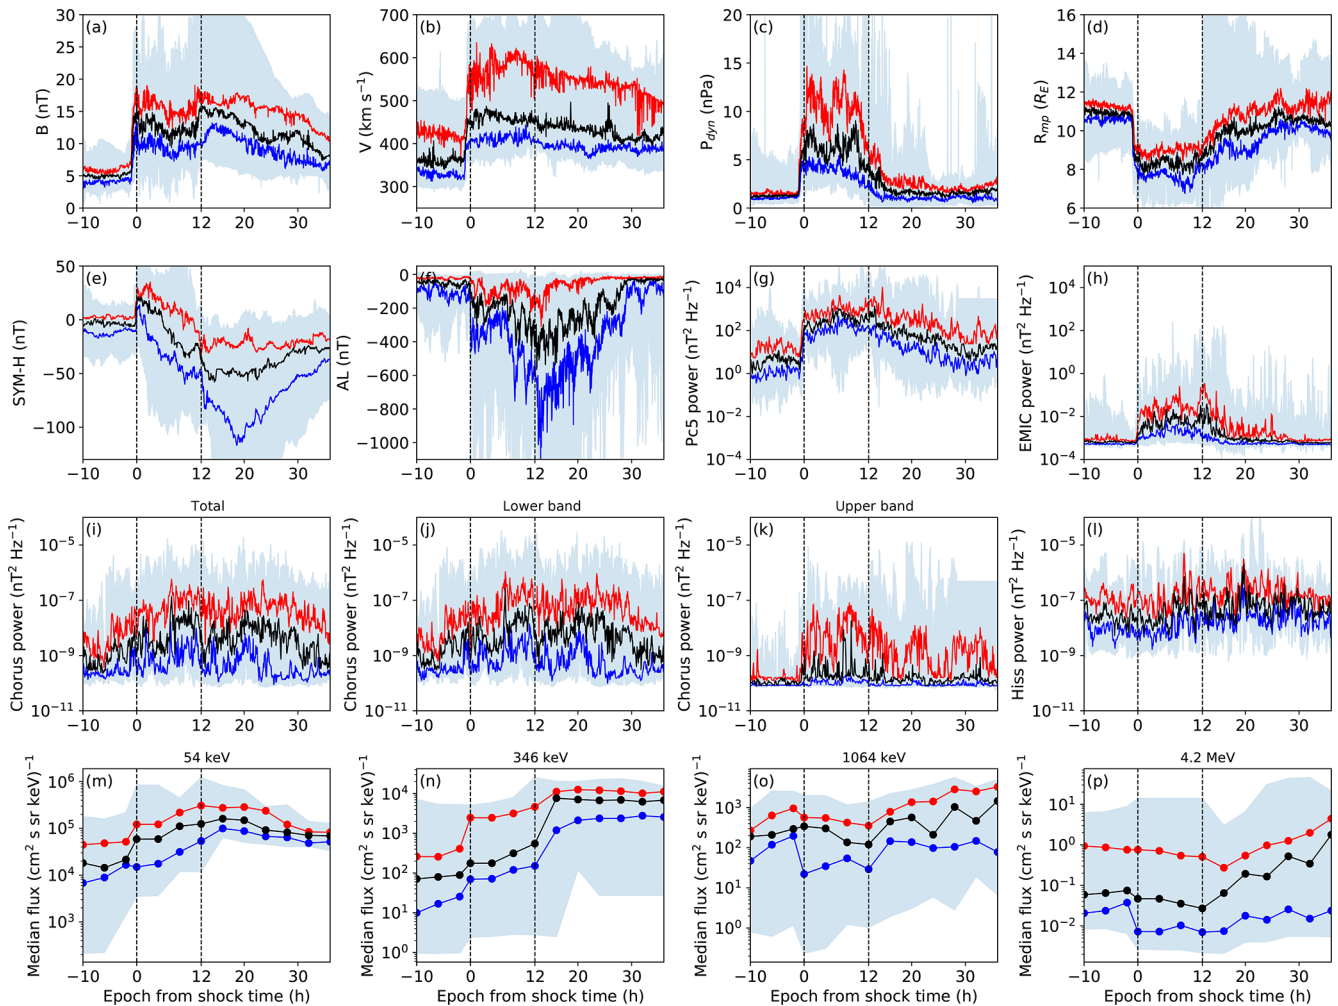 (a)
B (nT)
30
25
20
15
10
5
0
−10 0 12 20 30
(b)
V (km s⁻¹)
700
600
500
400
300
−10 0 12 20 30
(c)
P_dyn (nPa)
20
15
10
5
0
−10 0 12 20 30
(d)
R_mp (R_E)
16
14
12
10
8
6
−10 0 12 20 30
(e)
SYM-H (nT)
50
0
−50
−100
−10 0 12 20 30
(f)
AL (nT)
0
−200
−400
−600
−800
−1000
−10 0 12 20 30
(g)
Pc5 power (nT² Hz⁻¹)
10⁴
10²
10⁰
10⁻²
10⁻⁴
−10 0 12 20 30
(h)
EMIC power (nT² Hz⁻¹)
10⁴
10²
10⁰
10⁻²
10⁻⁴
−10 0 12 20 30
Total
(i)
Chorus power (nT² Hz⁻¹)
10⁻⁵
10⁻⁷
10⁻⁹
10⁻¹¹
−10 0 12 20 30
Lower band
(j)
Chorus power (nT² Hz⁻¹)
10⁻⁵
10⁻⁷
10⁻⁹
10⁻¹¹
−10 0 12 20 30
Upper band
(k)
Chorus power (nT² Hz⁻¹)
10⁻⁵
10⁻⁷
10⁻⁹
10⁻¹¹
−10 0 12 20 30
(l)
Hiss power (nT² Hz⁻¹)
10⁻⁵
10⁻⁷
10⁻⁹
10⁻¹¹
−10 0 12 20 30
54 keV
(m)
Median flux (cm² s sr keV)⁻¹
10⁶
10⁵
10⁴
10³
−10 0 12 20 30
Epoch from shock time (h)
346 keV
(n)
Median flux (cm² s sr keV)⁻¹
10⁴
10³
10²
10¹
10⁰
−10 0 12 20 30
Epoch from shock time (h)
1064 keV
(o)
Median flux (cm² s sr keV)⁻¹
10³
10²
10¹
10⁰
−10 0 12 20 30
Epoch from shock time (h)
4.2 MeV
(p)
Median flux (cm² s sr keV)⁻¹
10¹
10⁰
10⁻¹
10⁻²
−10 0 12 20 30
Epoch from shock time (h)